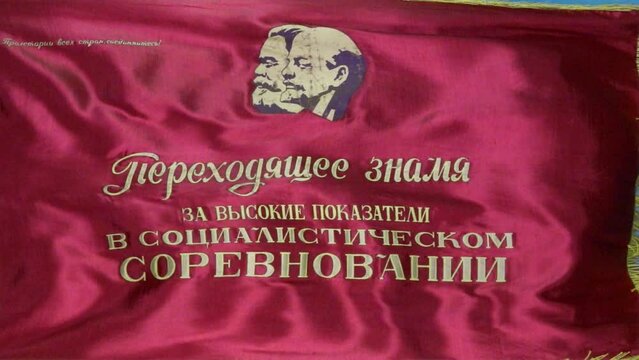 Пролетарии всех стран, соединяйтесь!
Переходящее знамя
ЗА ВЫСОКИЕ ПОКАЗАТЕЛИ
В СОЦИАЛИСТИЧЕСКОМ
СОРЕВНОВАНИИ